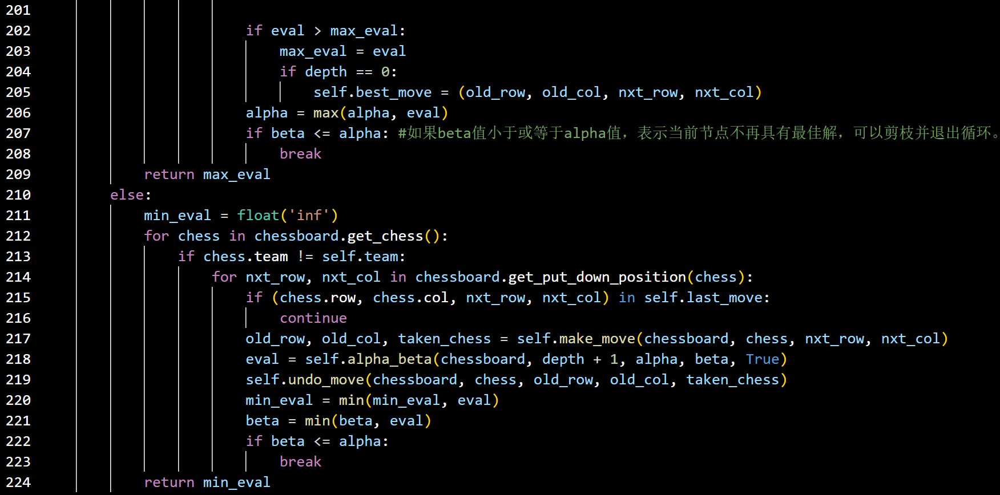 201
202 if eval > max_eval:
203 max_eval = eval
204 if depth == 0:
205 self.best_move = (old_row, old_col, nxt_row, nxt_col)
206 alpha = max(alpha, eval)
207 if beta <= alpha: #如果beta值小于或等于alpha值，表示当前节点不再具有最佳解，可以剪枝并退出循环。
208 break
209 return max_eval
210 else:
211 min_eval = float('inf')
212 for chess in chessboard.get_chess():
213 if chess.team != self.team:
214 for nxt_row, nxt_col in chessboard.get_put_down_position(chess):
215 if (chess.row, chess.col, nxt_row, nxt_col) in self.last_move:
216 continue
217 old_row, old_col, taken_chess = self.make_move(chessboard, chess, nxt_row, nxt_col)
218 eval = self.alpha_beta(chessboard, depth + 1, alpha, beta, True)
219 self.undo_move(chessboard, chess, old_row, old_col, taken_chess)
220 min_eval = min(min_eval, eval)
221 beta = min(beta, eval)
222 if beta <= alpha:
223 break
224 return min_eval